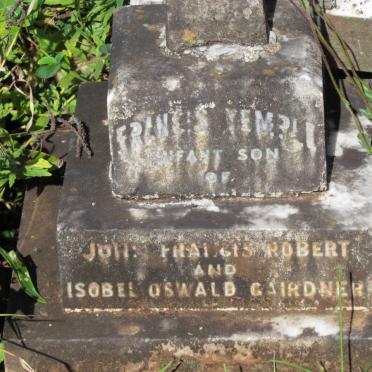 FRANCIS TEMPLE
INFANT SON
OF
JOHN FRANCIS ROBERT
AND
ISOBEL OSWALD GAIRDNER